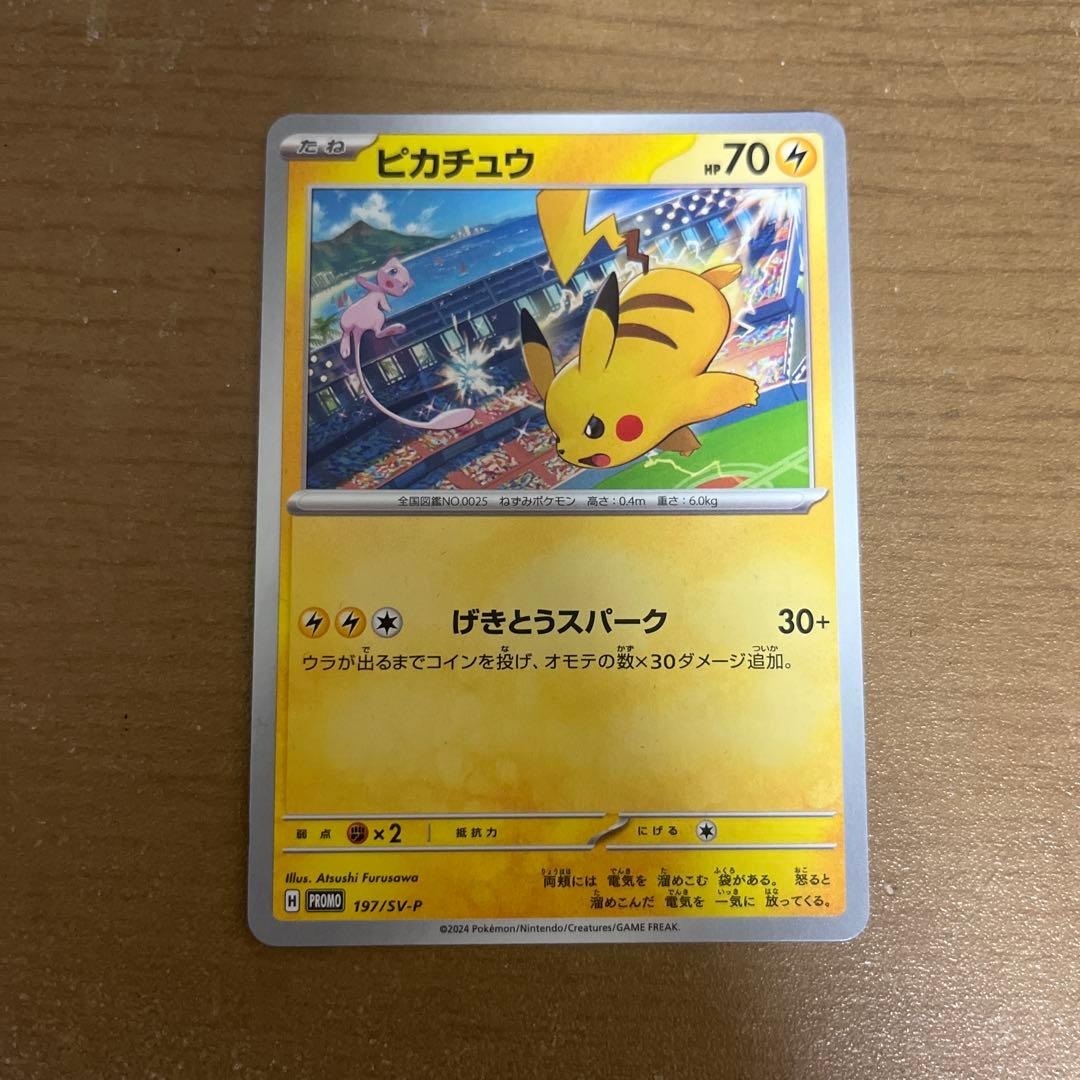 たね ピカチュウ HP70
全国図鑑NO.0025 ねずみポケモン 高さ:0.4m 重さ:6.0kg
げきとうスパーク 30+
ウラが出るまでコインを投げ、オモテの数×30ダメージ追加。
弱点 ×2 抵抗力 にげる
Illus. Atsushi Furusawa
両頬には 電気を 溜めこむ 袋がある。 怒ると
溜めこんだ 電気を 一気に 放ってくる。
H PROMO 197/SV-P
©2024 Pokémon/Nintendo/Creatures/GAME FREAK.